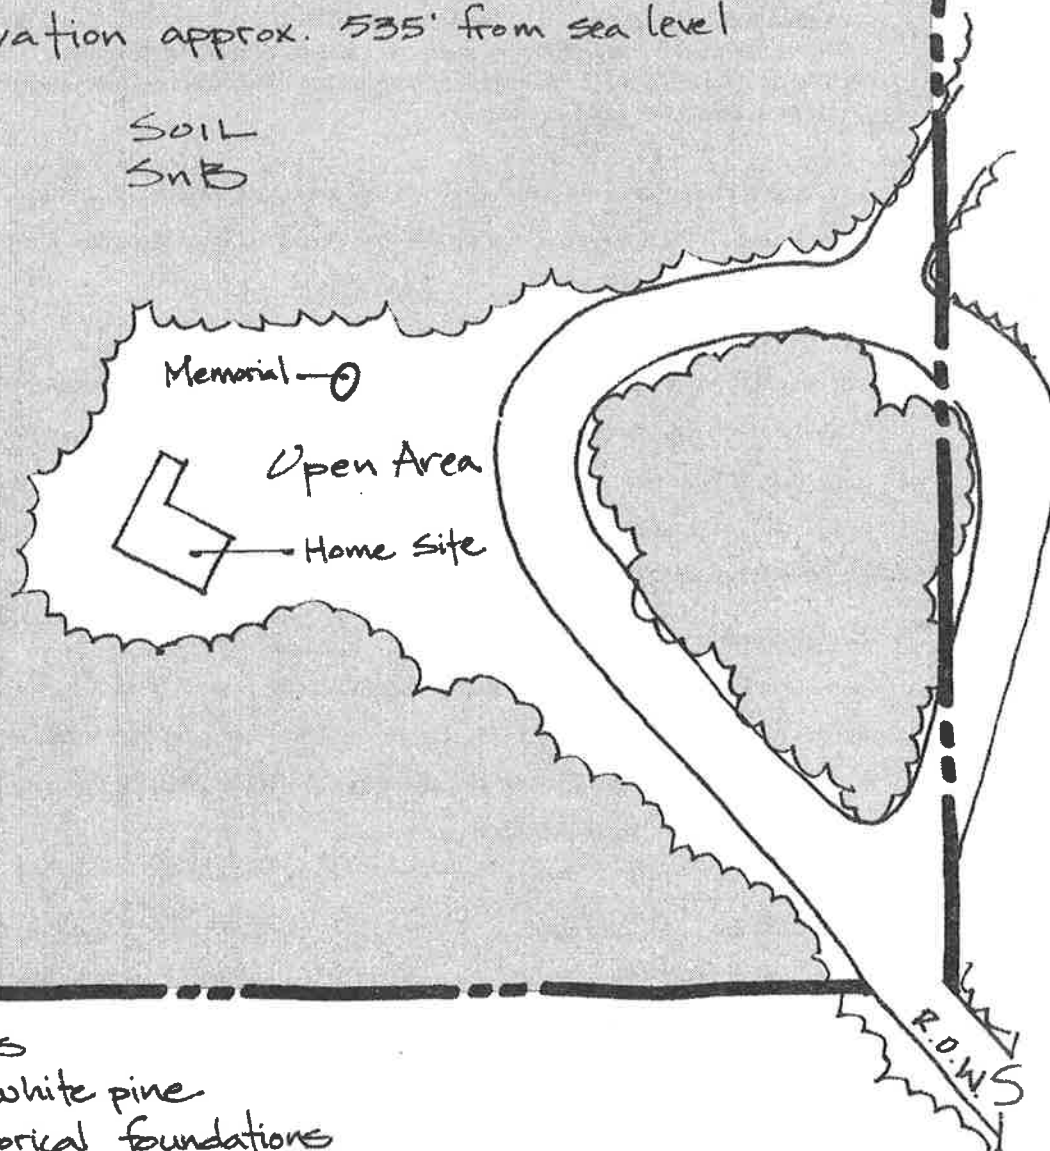 vation approx. 535' from sea level
SOIL
SnB
Memorial
Open Area
Home Site
R.O.W.
S
s
white pine
orical foundations